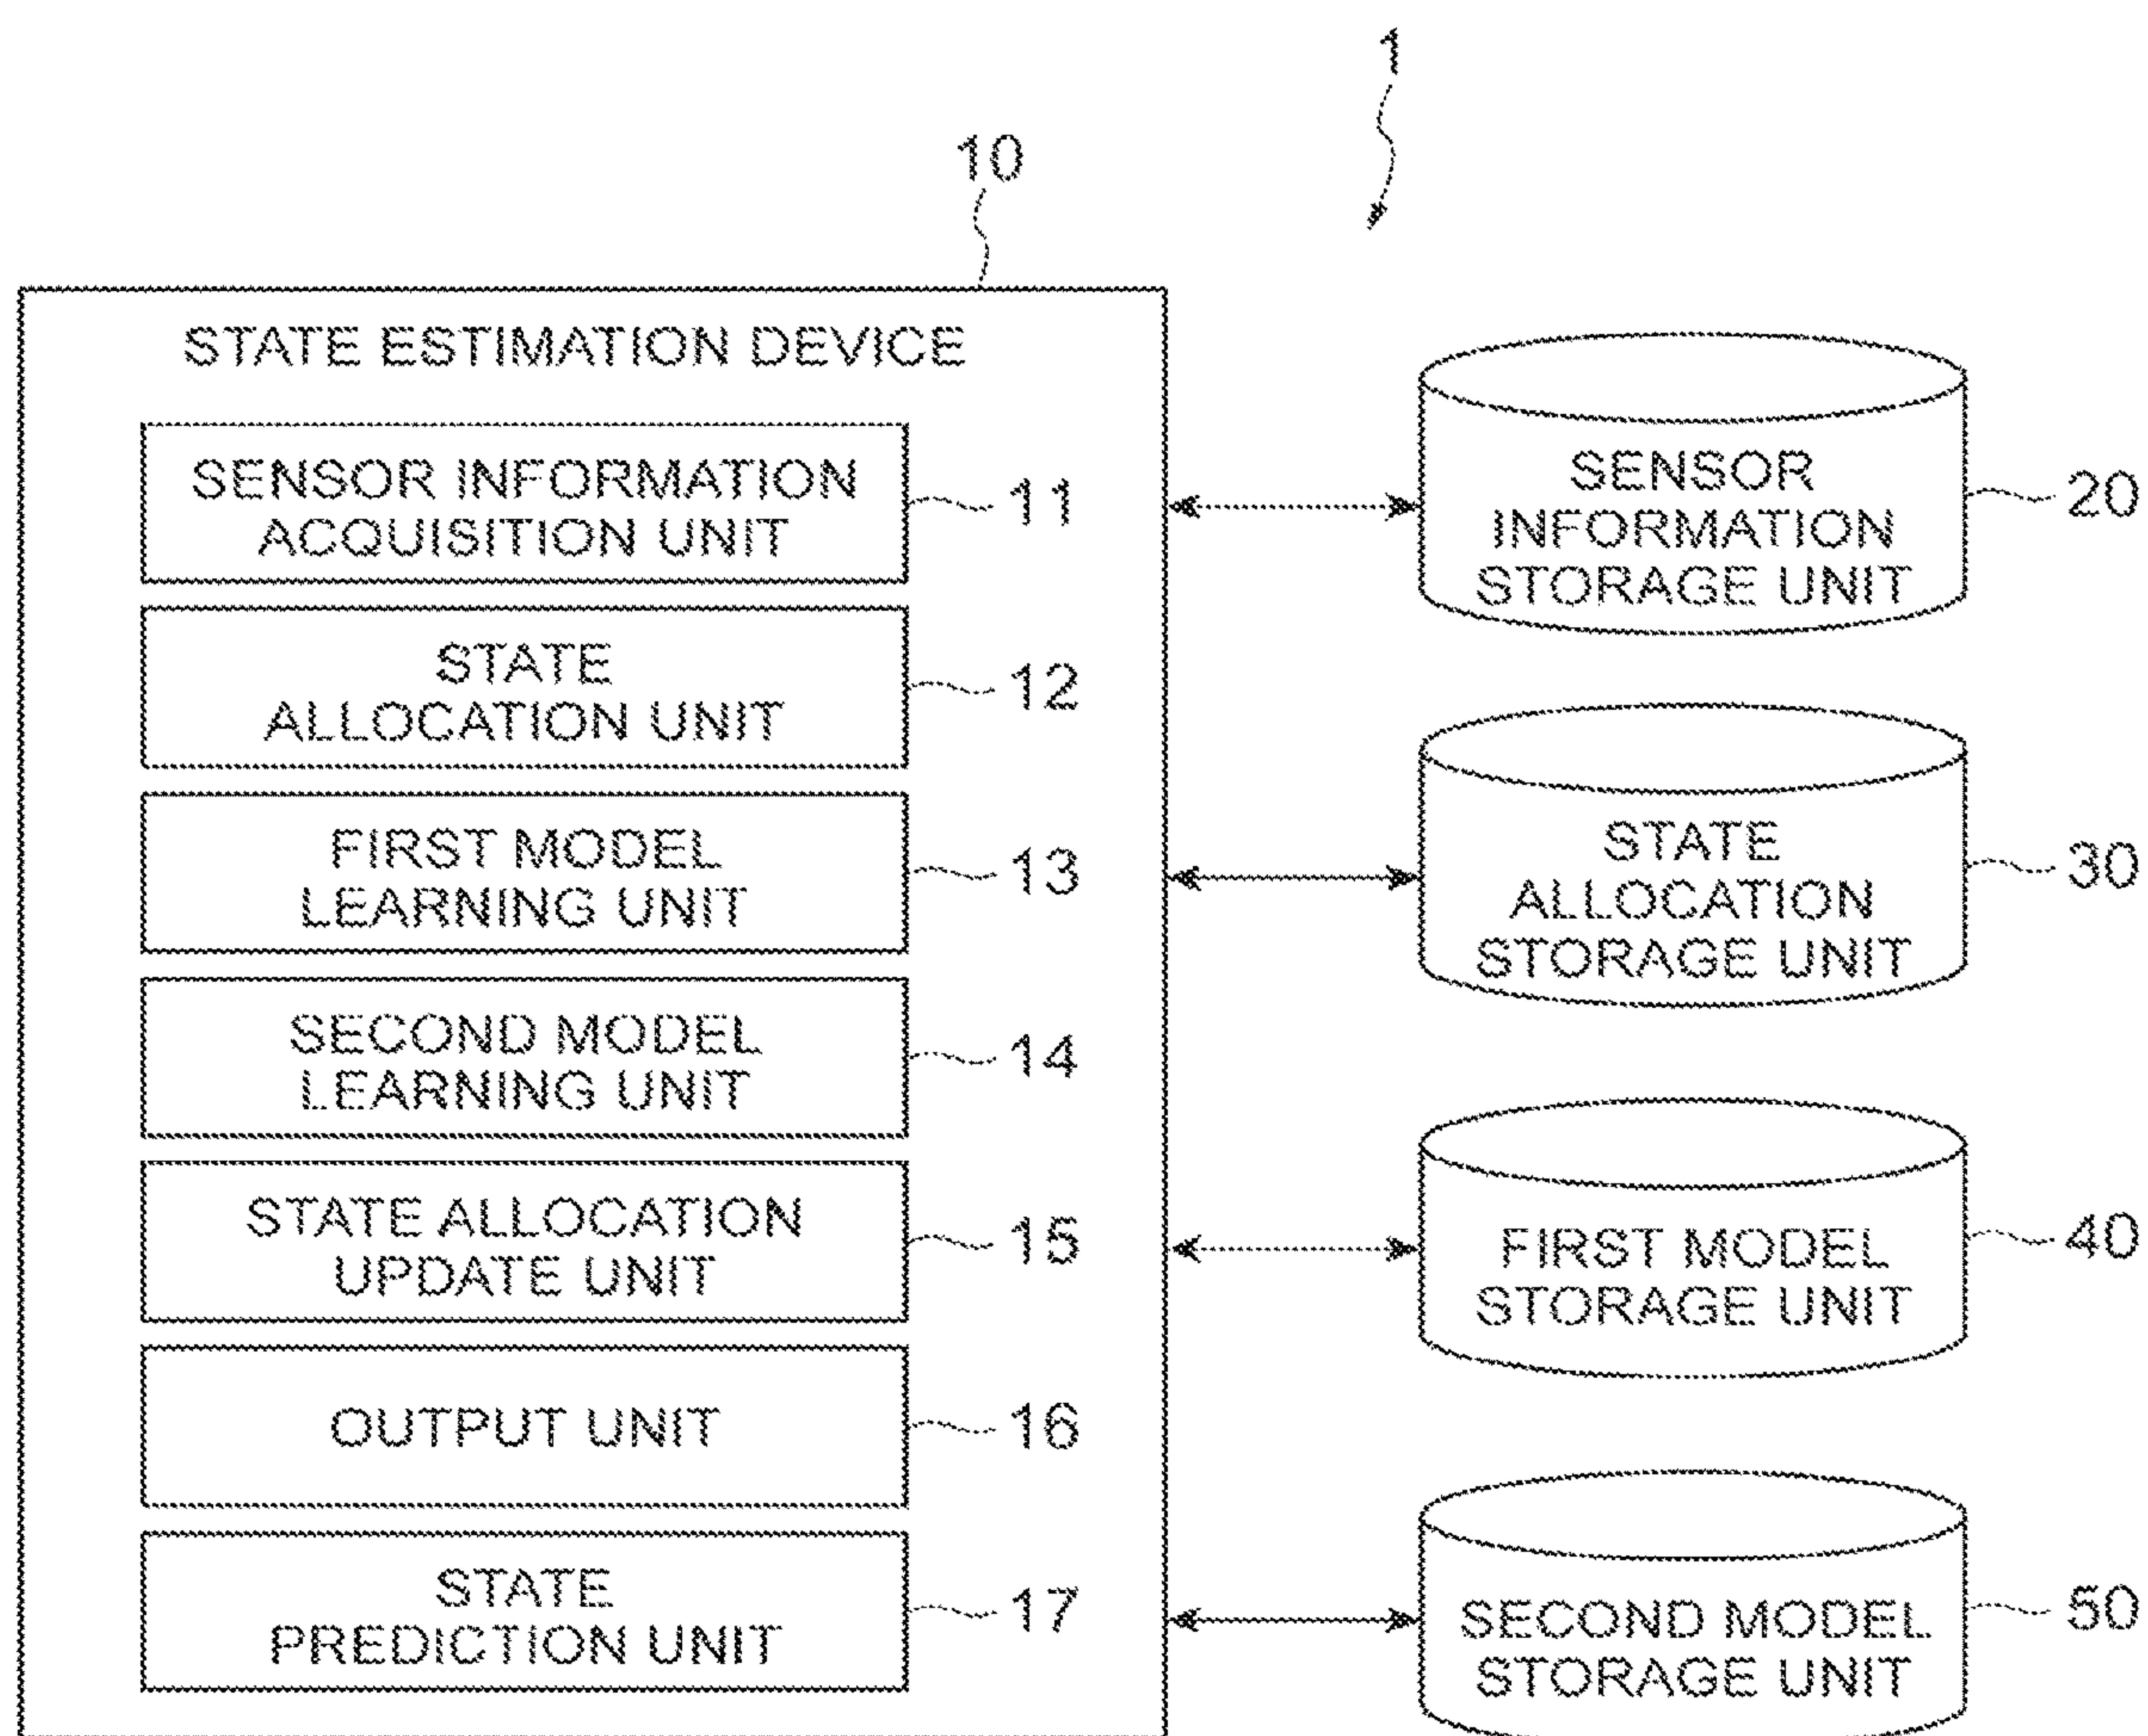 1
10
STATE ESTIMATION DEVICE
SENSOR INFORMATION
ACQUISITION UNIT
11
STATE
ALLOCATION UNIT
12
FIRST MODEL
LEARNING UNIT
13
SECOND MODEL
LEARNING UNIT
14
STATE ALLOCATION
UPDATE UNIT
15
OUTPUT UNIT
16
STATE
PREDICTION UNIT
17
SENSOR
INFORMATION
STORAGE UNIT
20
STATE
ALLOCATION
STORAGE UNIT
30
FIRST MODEL
STORAGE UNIT
40
SECOND MODEL
STORAGE UNIT
50